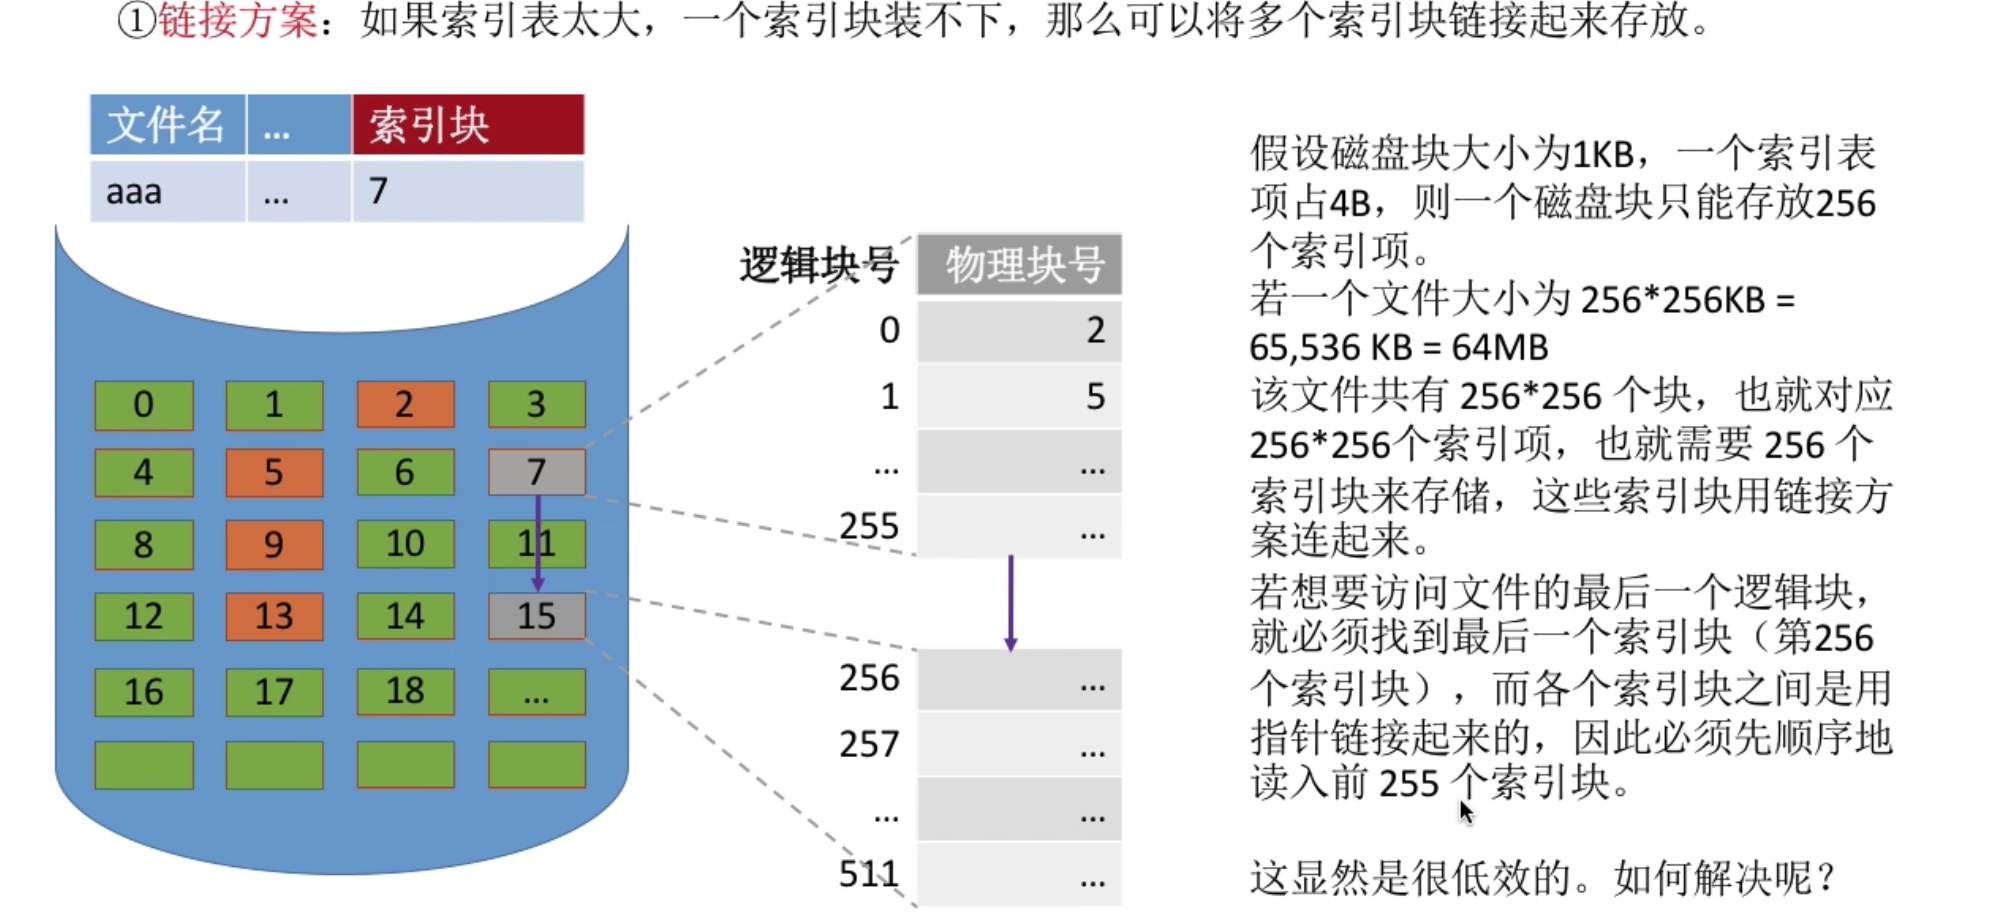 ①链接方案：如果索引表太大，一个索引块装不下，那么可以将多个索引块链接起来存放。
文件名 ... 索引块
aaa ... 7
0 1 2 3
4 5 6 7
8 9 10 11
12 13 14 15
16 17 18 ...
逻辑块号 物理块号
0 2
1 5
... ...
255 ...
256 ...
257 ...
... ...
511 ...
假设磁盘块大小为1KB，一个索引表
项占4B，则一个磁盘块只能存放256
个索引项。
若一个文件大小为 256*256KB =
65,536 KB = 64MB
该文件共有 256*256 个块，也就对应
256*256个索引项，也就需要 256 个
索引块来存储，这些索引块用链接方
案连起来。
若想要访问文件的最后一个逻辑块，
就必须找到最后一个索引块（第256
个索引块），而各个索引块之间是用
指针链接起来的，因此必须先顺序地
读入前 255 个索引块。
这显然是很低效的。如何解决呢？